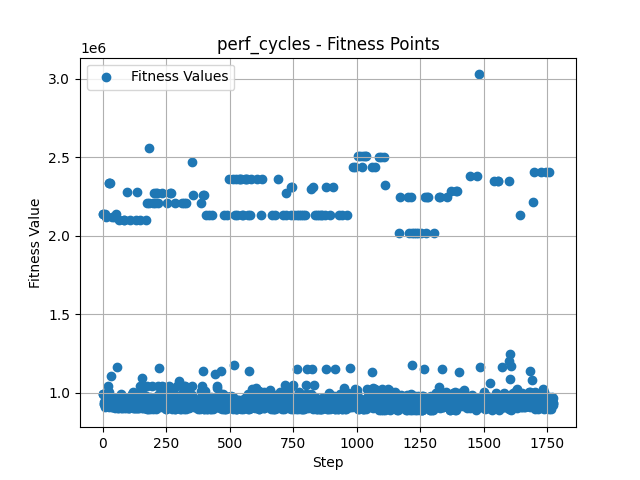 perf_cycles - Fitness Points
1e6
Fitness Values
3.0
2.5
2.0
1.5
1.0
Fitness Value
0 250 500 750 1000 1250 1500 1750
Step